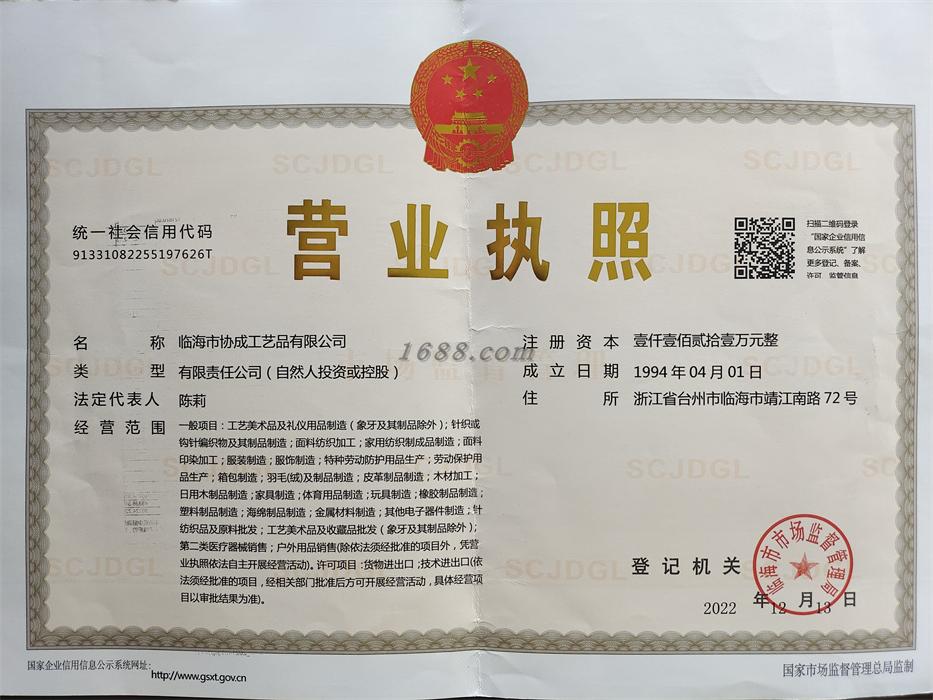 营业执照
统一社会信用代码
91331082255197626T
扫描二维码登录
“国家企业信用信
息公示系统”了解
更多登记、备案、
许可、监管信息
名称 临海市协成工艺品有限公司
类型 有限责任公司（自然人投资或控股）
法定代表人 陈莉
经营范围 一般项目：工艺美术品及礼仪用品制造（象牙及其制品除外）；针织或
钩针编织物及其制品制造；面料纺织加工；家用纺织制成品制造；面料
印染加工；服装制造；服饰制造；特种劳动防护用品生产；劳动保护用
品生产；箱包制造；羽毛(绒)及制品制造；皮革制品制造；木材加工；
日用木制品制造；家具制造；体育用品制造；玩具制造；橡胶制品制造；
塑料制品制造；海绵制品制造；金属材料制造；其他电子器件制造；针
纺织品及原料批发；工艺美术品及收藏品批发（象牙及其制品除外）；
第二类医疗器械销售；户外用品销售(除依法须经批准的项目外，凭营
业执照依法自主开展经营活动)。许可项目：货物进出口；技术进出口(依
法须经批准的项目，经相关部门批准后方可开展经营活动，具体经营项
目以审批结果为准)。
注册资本 壹仟壹佰贰拾壹万元整
成立日期 1994年04月01日
住所 浙江省台州市临海市靖江南路72号
1688.com
登记机关
临海市市场监督管理局
2022年12月13日
国家企业信用信息公示系统网址：
http://www.gsxt.gov.cn
国家市场监督管理总局监制
SCJDGL